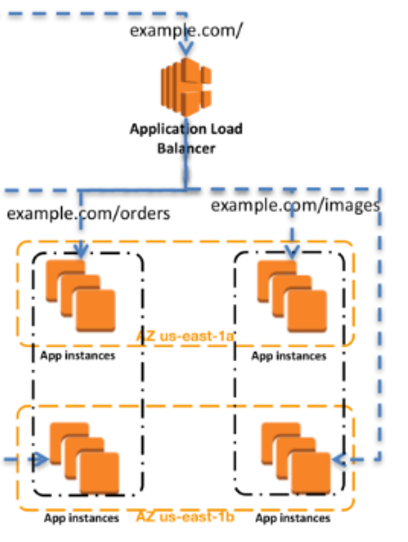 example.com/
Application Load
Balancer
example.com/orders
example.com/images
AZ us-east-1a
App instances
App instances
App instances
AZ us-east-1b
App instances